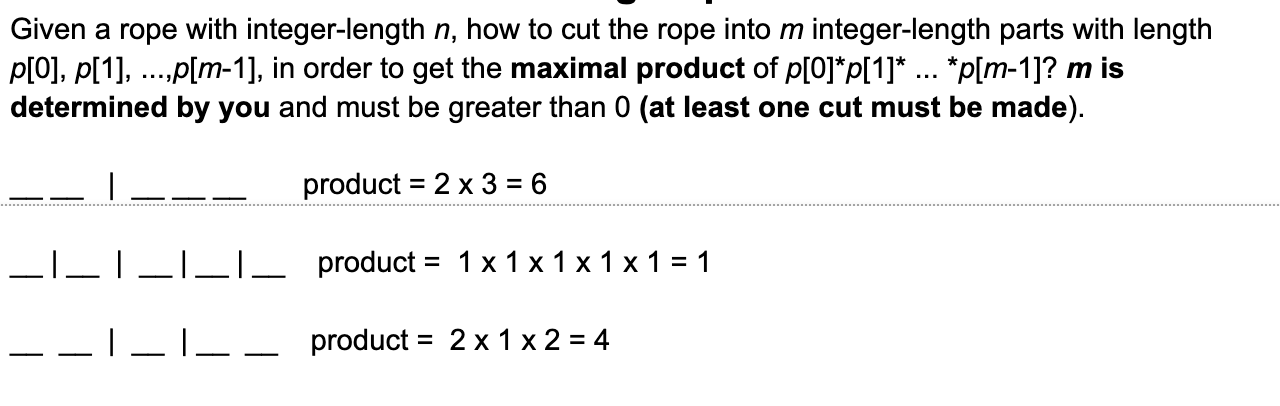 Given a rope with integer-length n, how to cut the rope into m integer-length parts with length
p[0], p[1], ...,p[m-1], in order to get the maximal product of p[0]*p[1]* ... *p[m-1]? m is
determined by you and must be greater than 0 (at least one cut must be made).
__ __ | __ __ __ product = 2 x 3 = 6
__|__ | __|__|__ product = 1 x 1 x 1 x 1 x 1 = 1
__ __ | __ |__ __ product = 2 x 1 x 2 = 4